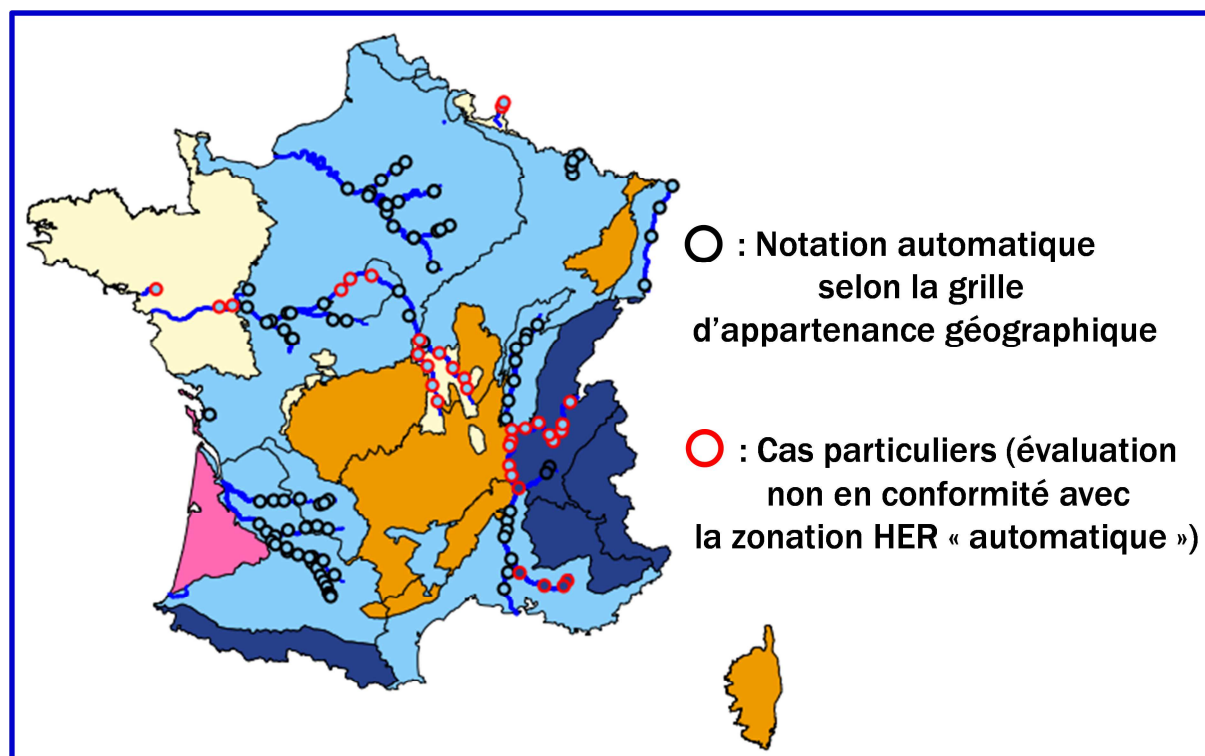 : Notation automatique
selon la grille
d’appartenance géographique
: Cas particuliers (évaluation
non en conformité avec
la zonation HER « automatique »)